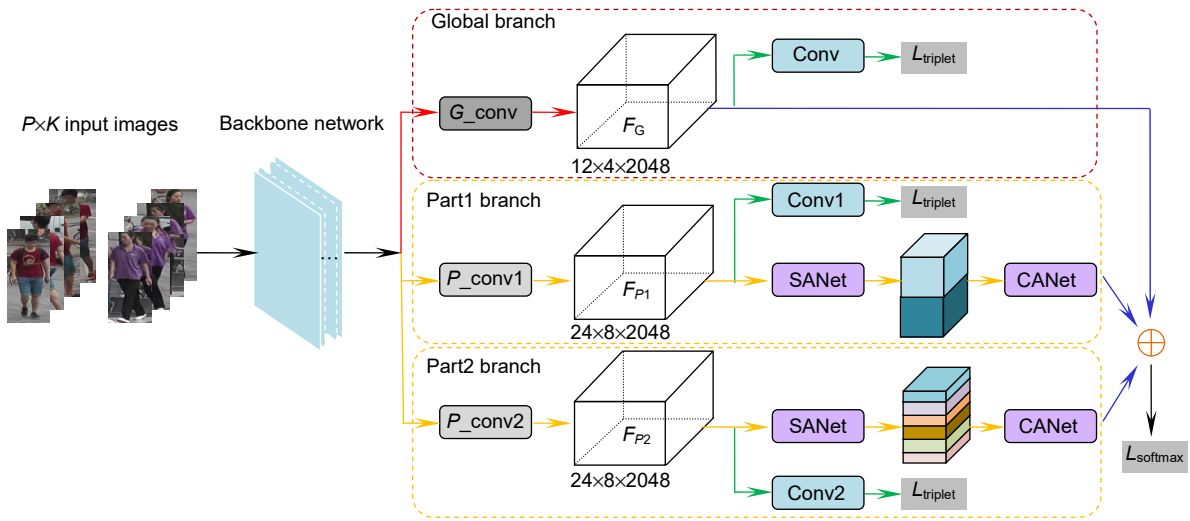 P×K input images
Backbone network
...
Global branch
G_conv
F_G
12×4×2048
Conv
L_triplet
Part1 branch
P_conv1
F_P1
24×8×2048
Conv1
L_triplet
SANet
CANet
Part2 branch
P_conv2
F_P2
24×8×2048
SANet
CANet
Conv2
L_triplet
L_softmax